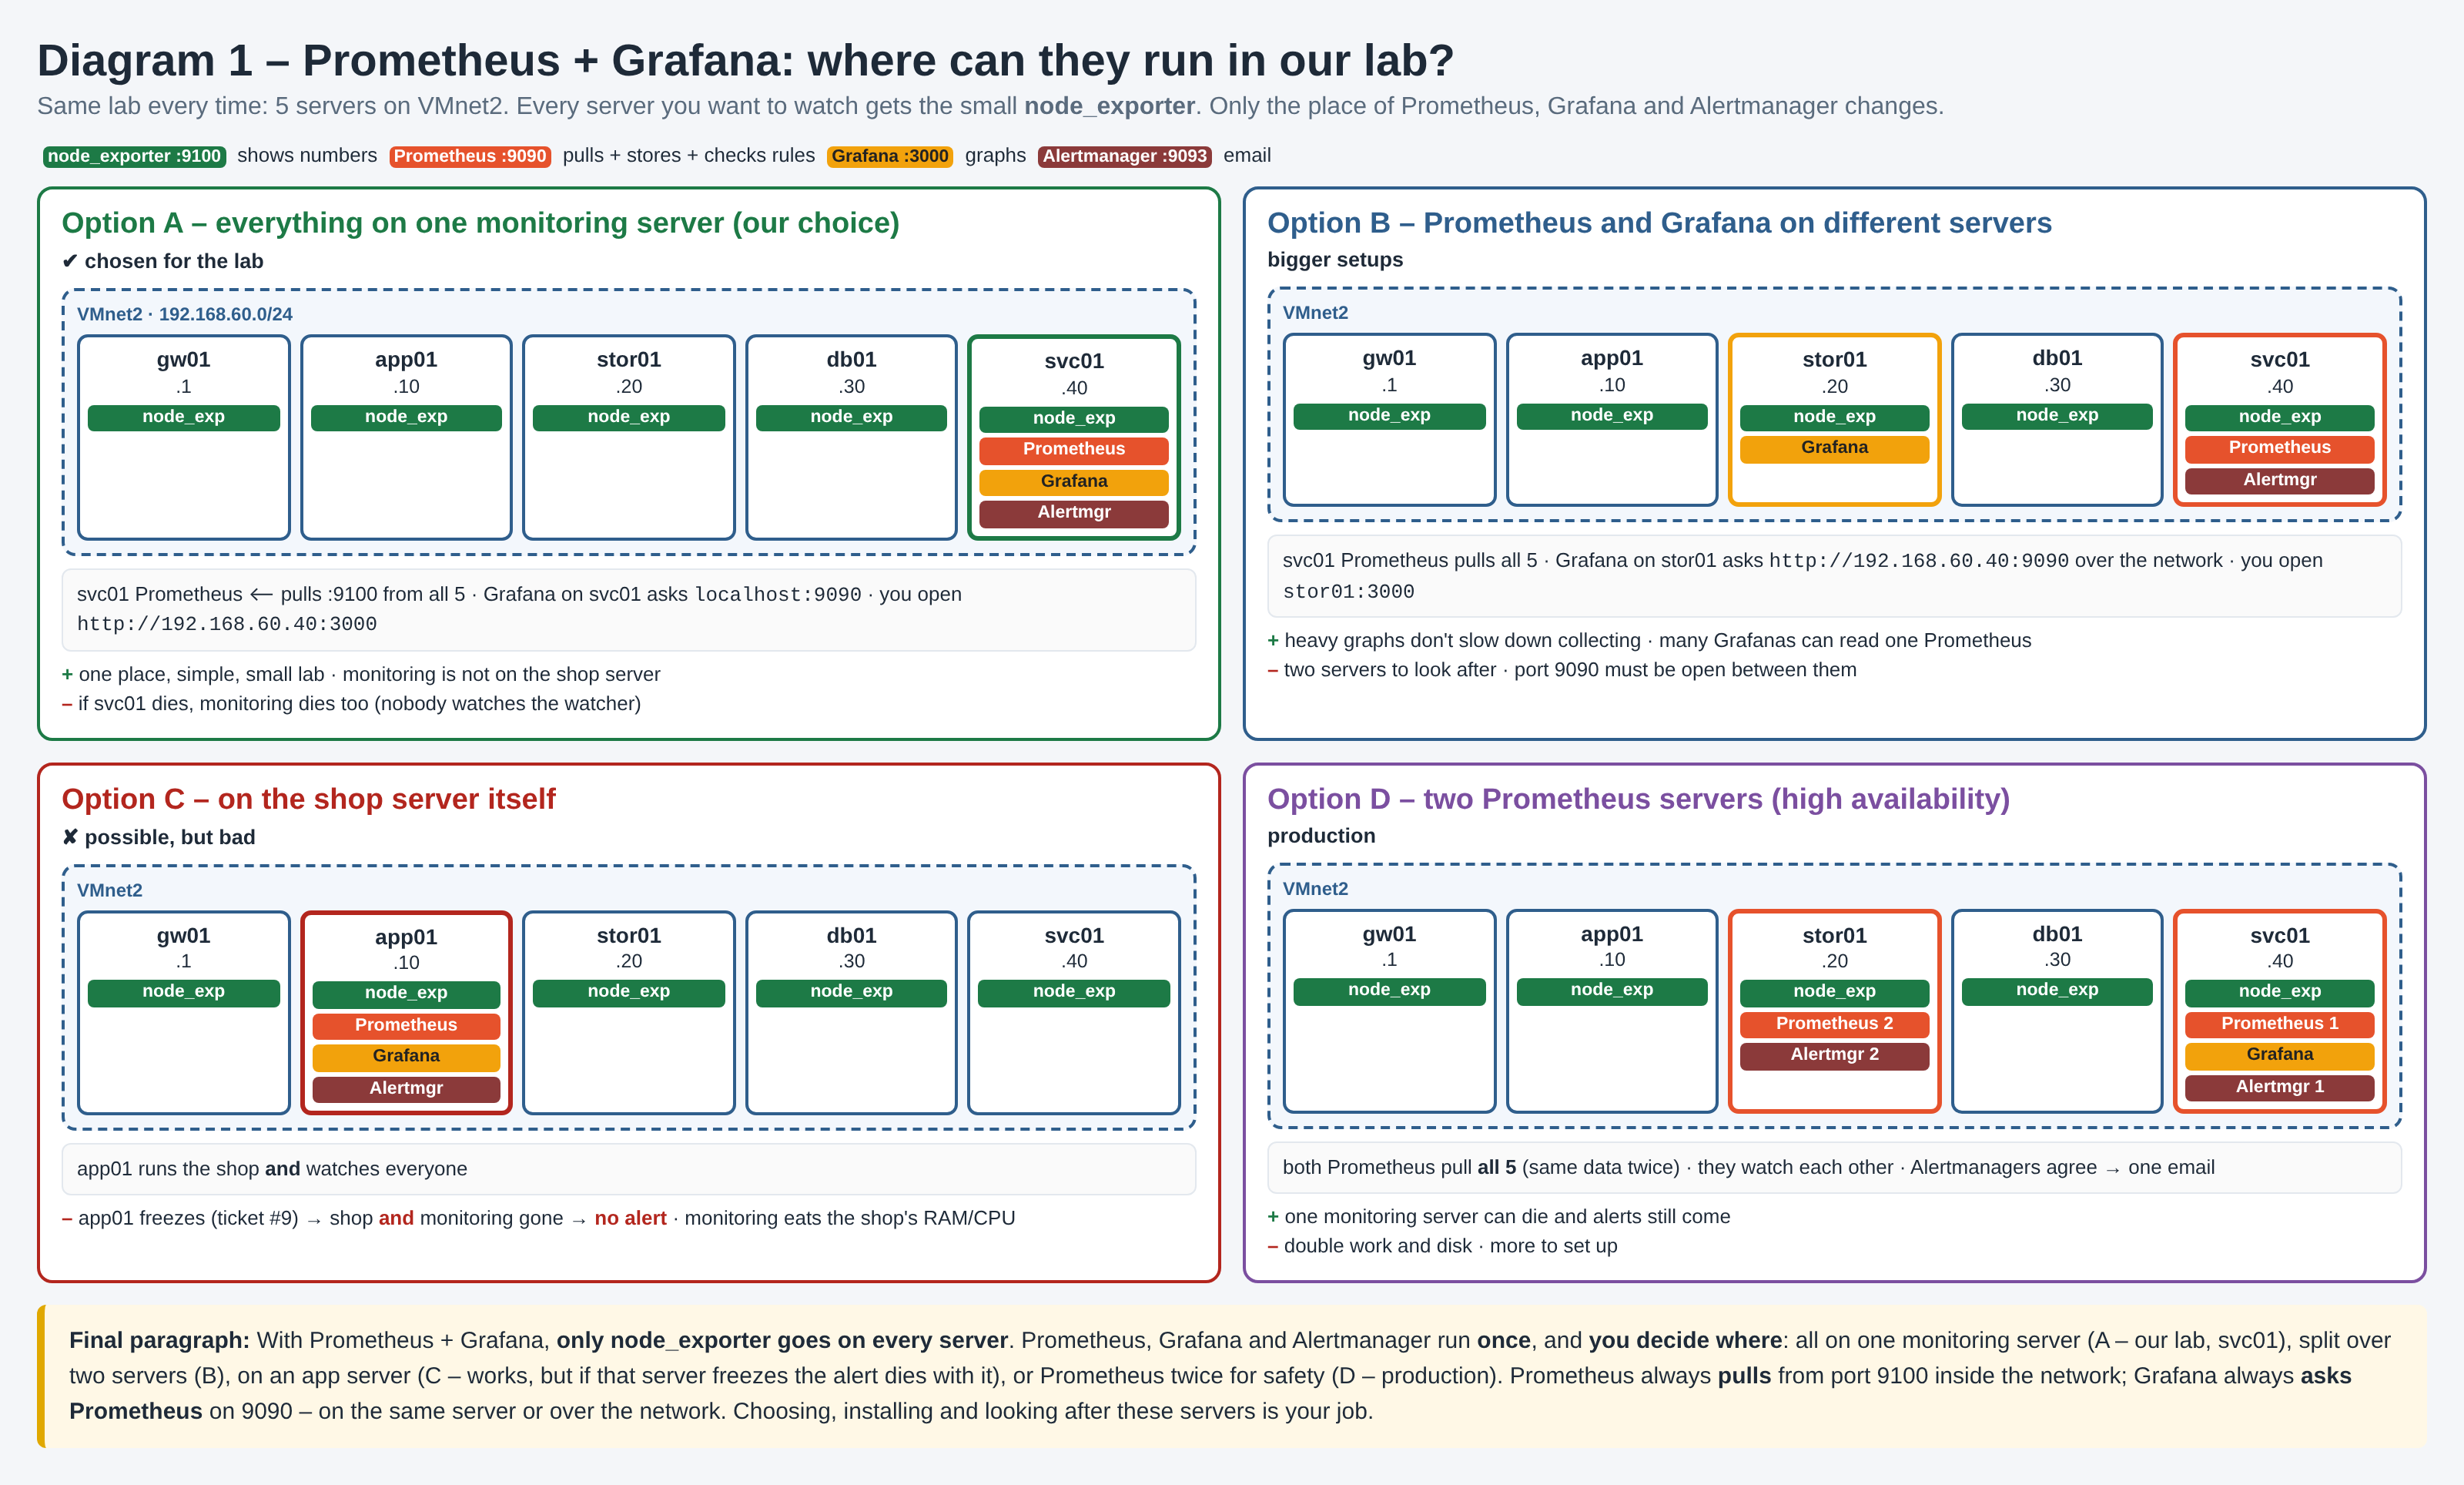 Diagram 1 – Prometheus + Grafana: where can they run in our lab?
Same lab every time: 5 servers on VMnet2. Every server you want to watch gets the small node_exporter. Only the place of Prometheus, Grafana and Alertmanager changes.
node_exporter :9100 shows numbers Prometheus :9090 pulls + stores + checks rules Grafana :3000 graphs Alertmanager :9093 email
Option A – everything on one monitoring server (our choice)
✔ chosen for the lab
VMnet2 · 192.168.60.0/24
gw01
.1
node_exp
app01
.10
node_exp
stor01
.20
node_exp
db01
.30
node_exp
svc01
.40
node_exp
Prometheus
Grafana
Alertmgr
svc01 Prometheus ⟵ pulls :9100 from all 5 · Grafana on svc01 asks localhost:9090 · you open
http://192.168.60.40:3000
+ one place, simple, small lab · monitoring is not on the shop server
– if svc01 dies, monitoring dies too (nobody watches the watcher)
Option B – Prometheus and Grafana on different servers
bigger setups
VMnet2
gw01
.1
node_exp
app01
.10
node_exp
stor01
.20
node_exp
Grafana
db01
.30
node_exp
svc01
.40
node_exp
Prometheus
Alertmgr
svc01 Prometheus pulls all 5 · Grafana on stor01 asks http://192.168.60.40:9090 over the network · you open
stor01:3000
+ heavy graphs don't slow down collecting · many Grafanas can read one Prometheus
– two servers to look after · port 9090 must be open between them
Option C – on the shop server itself
✘ possible, but bad
VMnet2
gw01
.1
node_exp
app01
.10
node_exp
Prometheus
Grafana
Alertmgr
stor01
.20
node_exp
db01
.30
node_exp
svc01
.40
node_exp
app01 runs the shop and watches everyone
– app01 freezes (ticket #9) → shop and monitoring gone → no alert · monitoring eats the shop's RAM/CPU
Option D – two Prometheus servers (high availability)
production
VMnet2
gw01
.1
node_exp
app01
.10
node_exp
stor01
.20
node_exp
Prometheus 2
Alertmgr 2
db01
.30
node_exp
svc01
.40
node_exp
Prometheus 1
Grafana
Alertmgr 1
both Prometheus pull all 5 (same data twice) · they watch each other · Alertmanagers agree → one email
+ one monitoring server can die and alerts still come
– double work and disk · more to set up
Final paragraph: With Prometheus + Grafana, only node_exporter goes on every server. Prometheus, Grafana and Alertmanager run once, and you decide where: all on one monitoring server (A – our lab, svc01), split over
two servers (B), on an app server (C – works, but if that server freezes the alert dies with it), or Prometheus twice for safety (D – production). Prometheus always pulls from port 9100 inside the network; Grafana always asks
Prometheus on 9090 – on the same server or over the network. Choosing, installing and looking after these servers is your job.